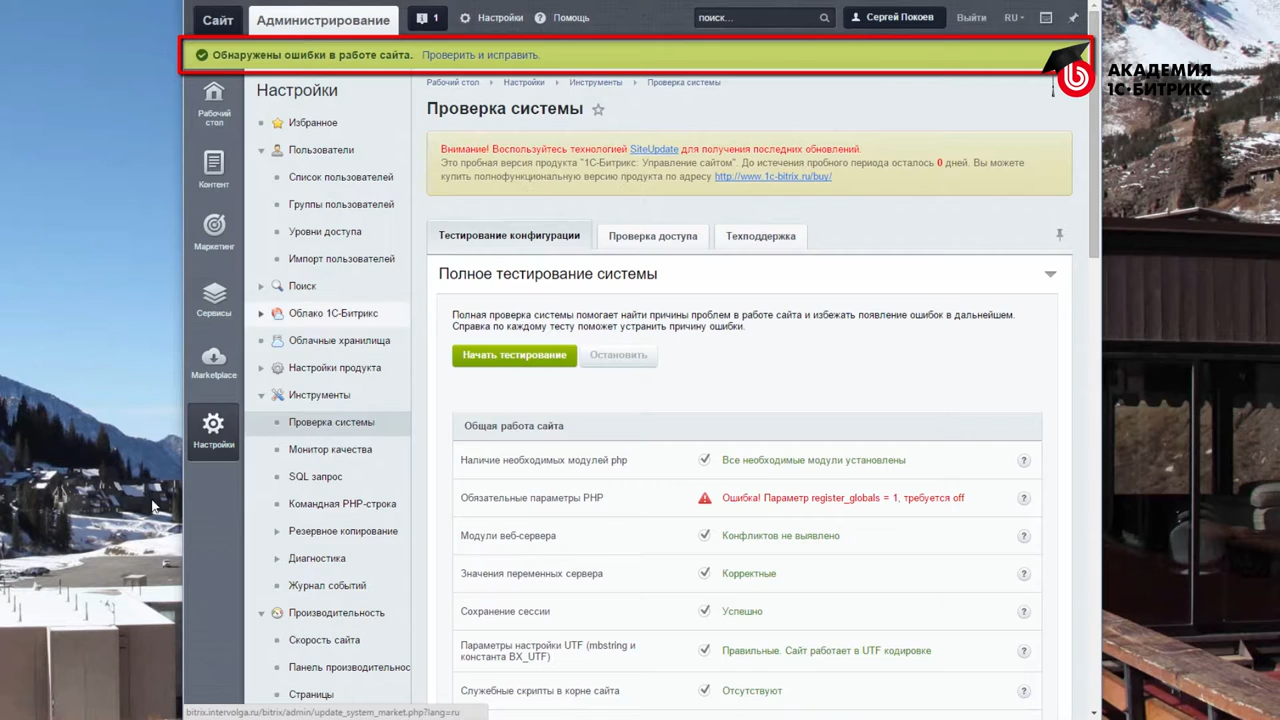 Сайт
Администрирование
1
Настройки
Помощь
поиск...
Сергей Покоев
Выйти
RU
Обнаружены ошибки в работе сайта. Проверить и исправить.
АКАДЕМИЯ
1С·БИТРИКС
Рабочий
стол
Контент
Маркетинг
Сервисы
Marketplace
Настройки
Настройки
Избранное
Пользователи
Список пользователей
Группы пользователей
Уровни доступа
Импорт пользователей
Поиск
Облако 1С-Битрикс
Облачные хранилища
Настройки продукта
Инструменты
Проверка системы
Монитор качества
SQL запрос
Командная PHP-строка
Резервное копирование
Диагностика
Журнал событий
Производительность
Скорость сайта
Панель производительнос
Страницы
Рабочий стол
Настройки
Инструменты
Проверка системы
Проверка системы
Внимание! Воспользуйтесь технологией SiteUpdate для получения последних обновлений.
Это пробная версия продукта "1С-Битрикс: Управление сайтом". До истечения пробного периода осталось 0 дней. Вы можете
купить полнофункциональную версию продукта по адресу http://www.1c-bitrix.ru/buy/
Тестирование конфигурации
Проверка доступа
Техподдержка
Полное тестирование системы
Полная проверка системы помогает найти причины проблем в работе сайта и избежать появление ошибок в дальнейшем.
Справка по каждому тесту поможет устранить причину ошибки.
Начать тестирование
Остановить
Общая работа сайта
Наличие необходимых модулей php
Все необходимые модули установлены
?
Обязательные параметры PHP
Ошибка! Параметр register_globals = 1, требуется off
?
Модули веб-сервера
Конфликтов не выявлено
?
Значения переменных сервера
Корректные
?
Сохранение сессии
Успешно
?
Параметры настройки UTF (mbstring и
константа BX_UTF)
Правильные. Сайт работает в UTF кодировке
?
Служебные скрипты в корне сайта
Отсутствуют
?
bitrix.intervolga.ru/bitrix/admin/update_system_market.php?lang=ru